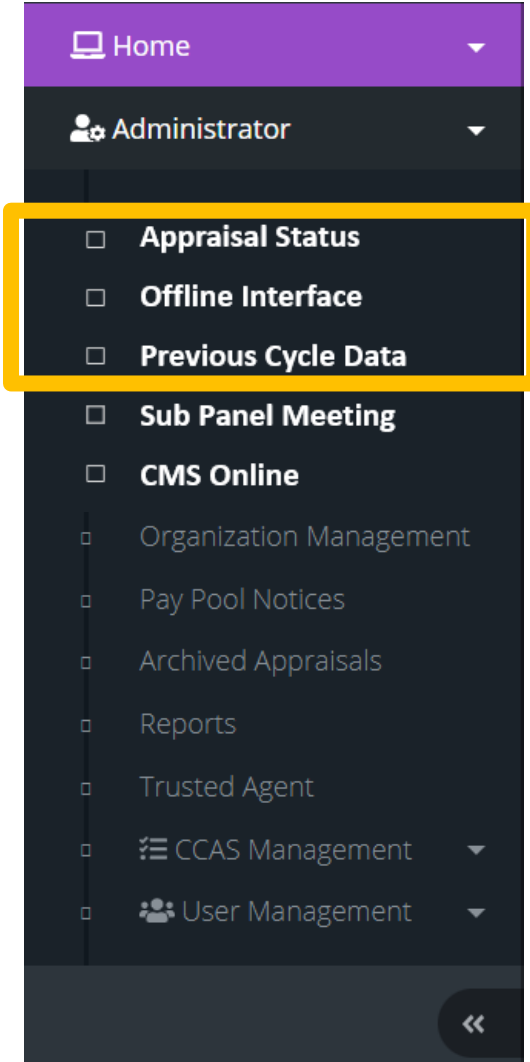 Home
Administrator
Appraisal Status
Offline Interface
Previous Cycle Data
Sub Panel Meeting
CMS Online
Organization Management
Pay Pool Notices
Archived Appraisals
Reports
Trusted Agent
CCAS Management
User Management